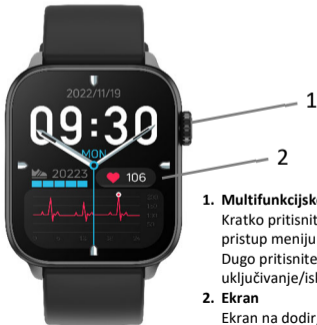 2022/11/19
09:30
MON
20223
106
1
2
1. Multifunkcijsko
Kratko pritisnit
pristup meniju
Dugo pritisnite
uključivanje/isk
2. Ekran
Ekran na dodir,